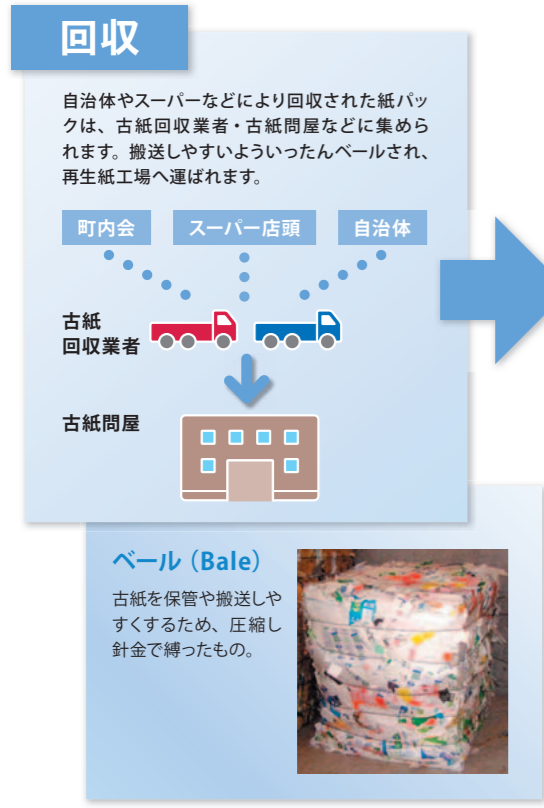 回収
自治体やスーパーなどにより回収された紙パッ
クは、古紙回収業者・古紙問屋などに集めら
れます。搬送しやすいよういったんベールされ、
再生紙工場へ運ばれます。
町内会
スーパー店頭
自治体
古紙
回収業者
古紙問屋
ベール（Bale）
古紙を保管や搬送しや
すくするため、圧縮し
針金で縛ったもの。